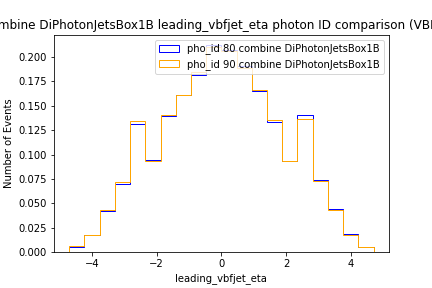 mbine DiPhotonJetsBox1B leading_vbfjet_eta photon ID comparison (VB
pho_id 80 combine DiPhotonJetsBox1B
pho_id 90 combine DiPhotonJetsBox1B
Number of Events
0.200
0.175
0.150
0.125
0.100
0.075
0.050
0.025
0.000
−4 −2 0 2 4
leading_vbfjet_eta